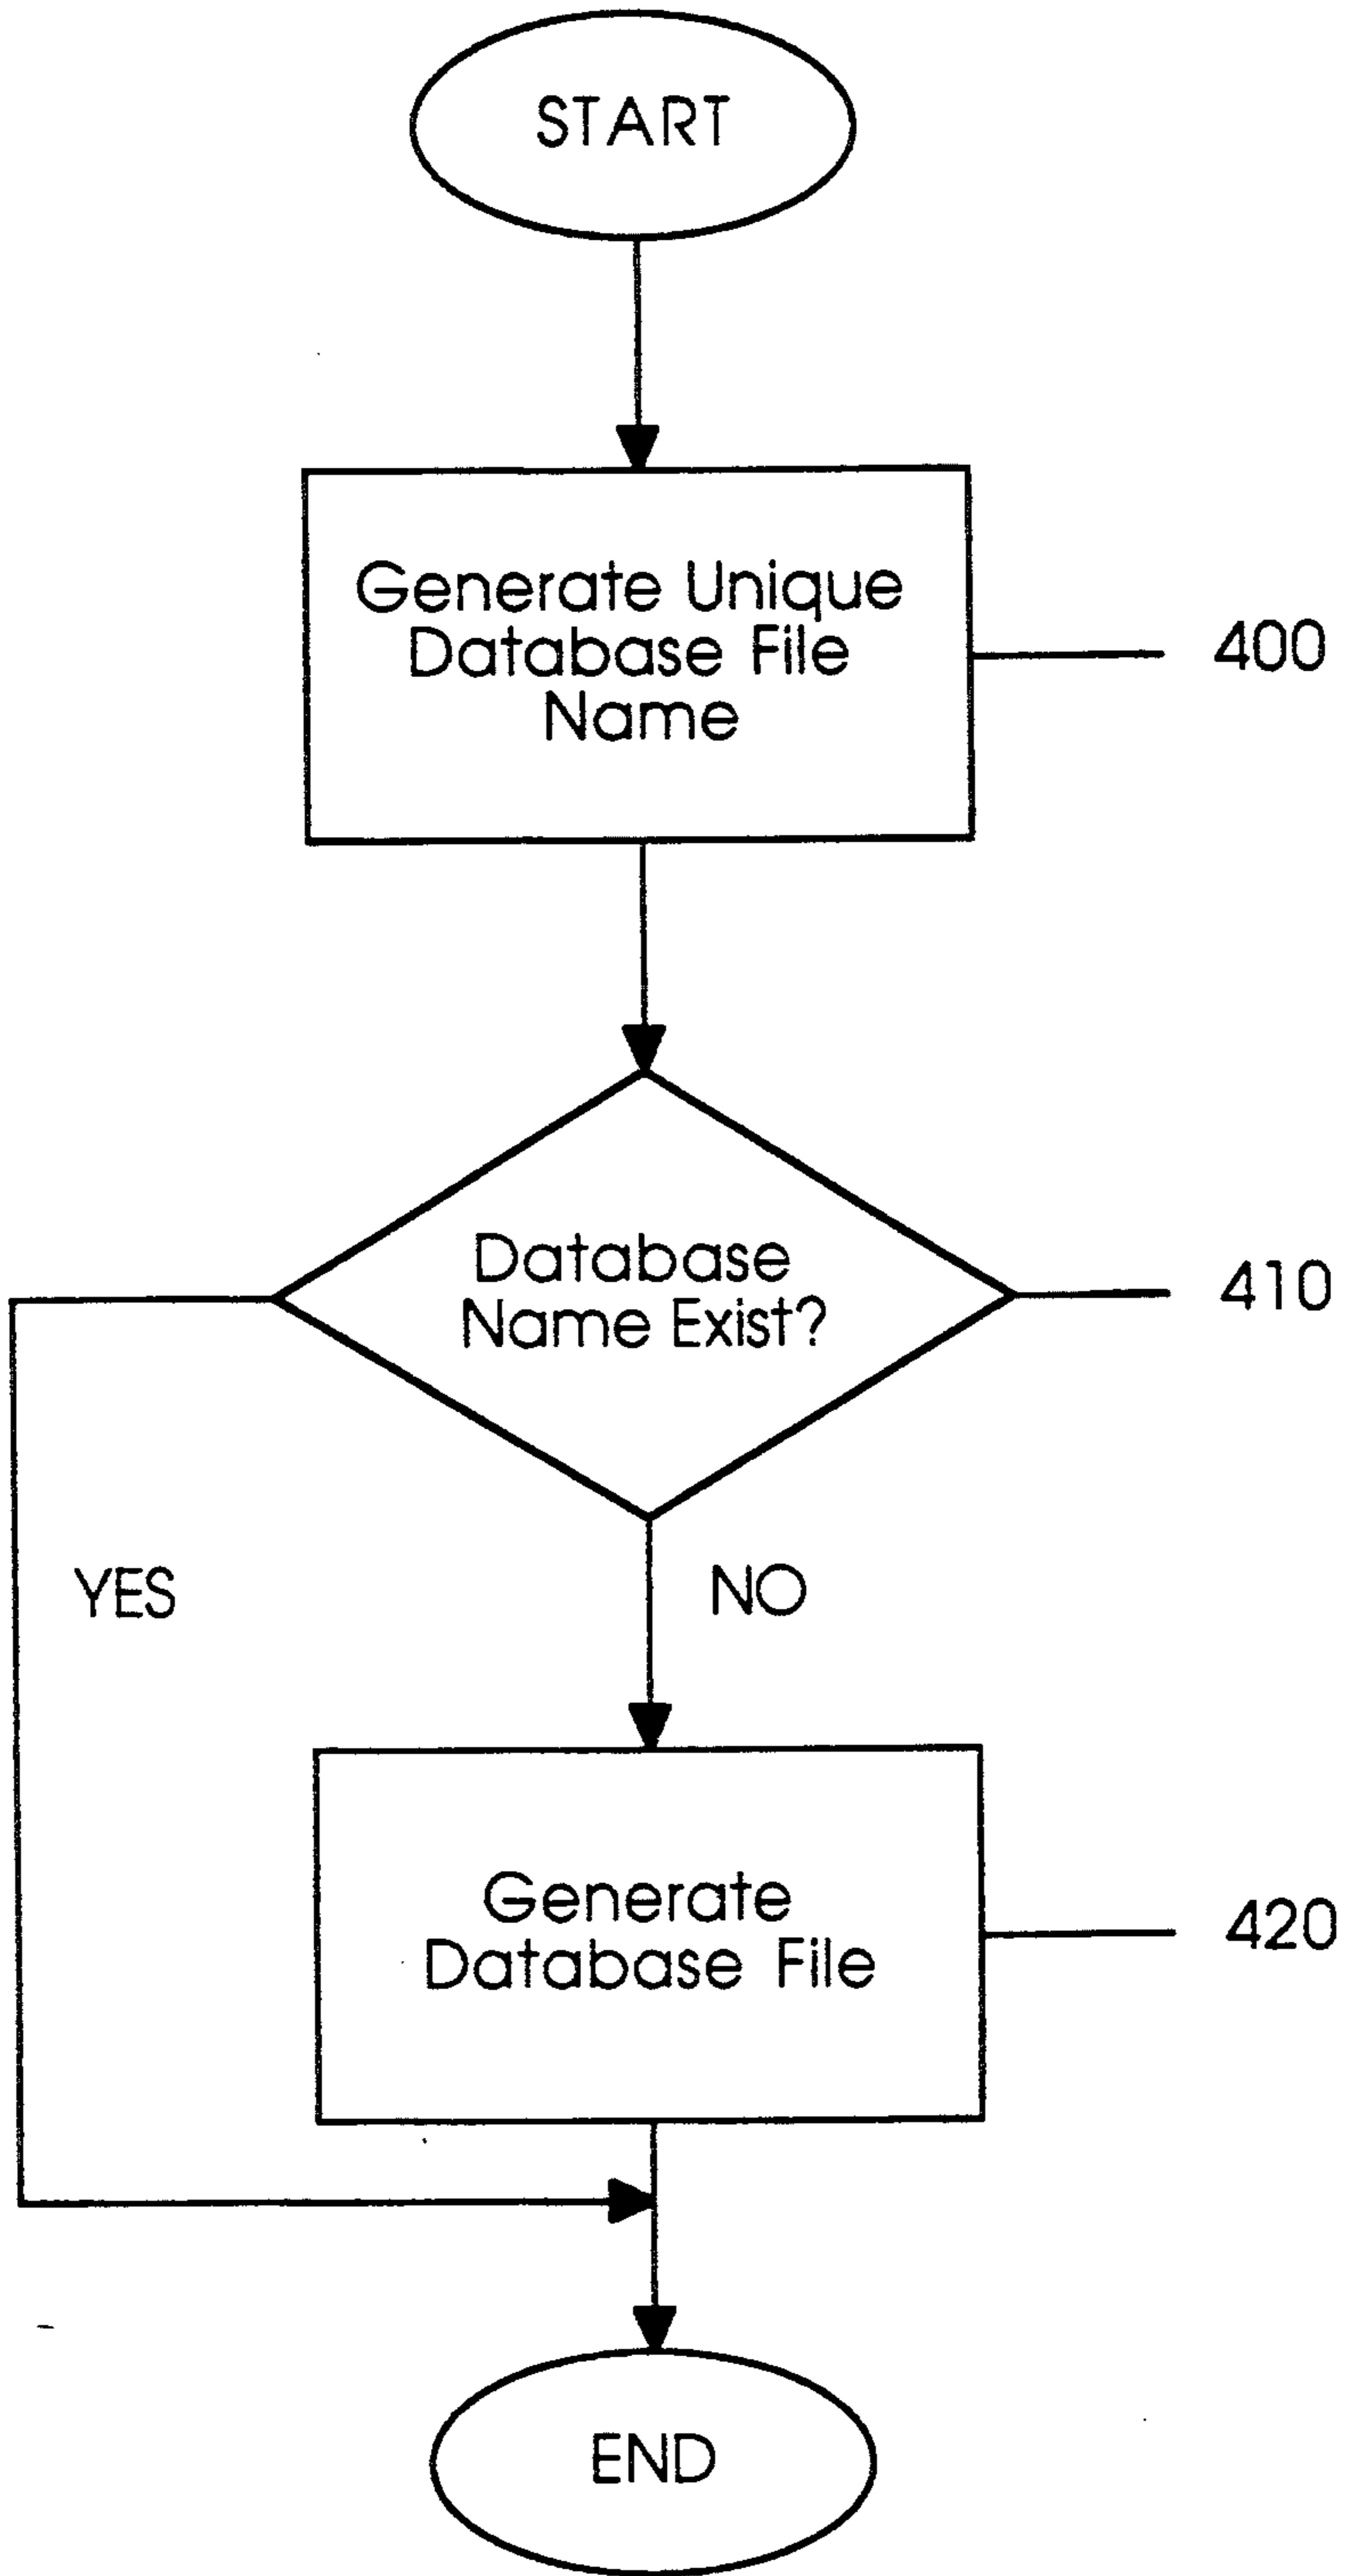 START
Generate Unique
Database File
Name
400
Database
Name Exist?
410
YES
NO
Generate
Database File
420
END